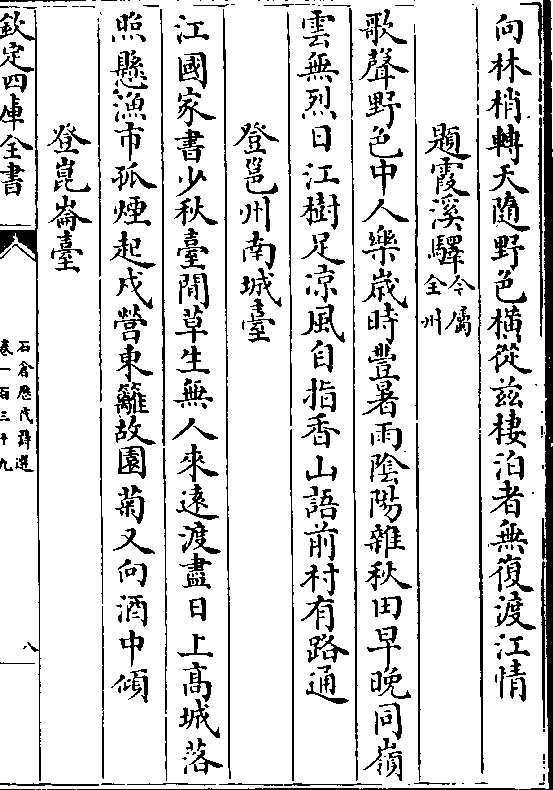 向林梢轉天隨野色横從兹棲泊者無復渡江情
題霞溪驛今屬全州
歌聲野色中人樂歳時豐暑雨陰陽雜秋田早晚同嶺
雲無烈日江樹足凉風自指香山語前村有路通
登邕州南城臺
江國家書少秋臺閒草生無人來遠渡盡日上高城落
照懸漁市孤煙起戍營東籬故園菊又向酒中傾
登崑崙臺
欽定四庫全書
石倉歴代詩選
卷一百三十九
八